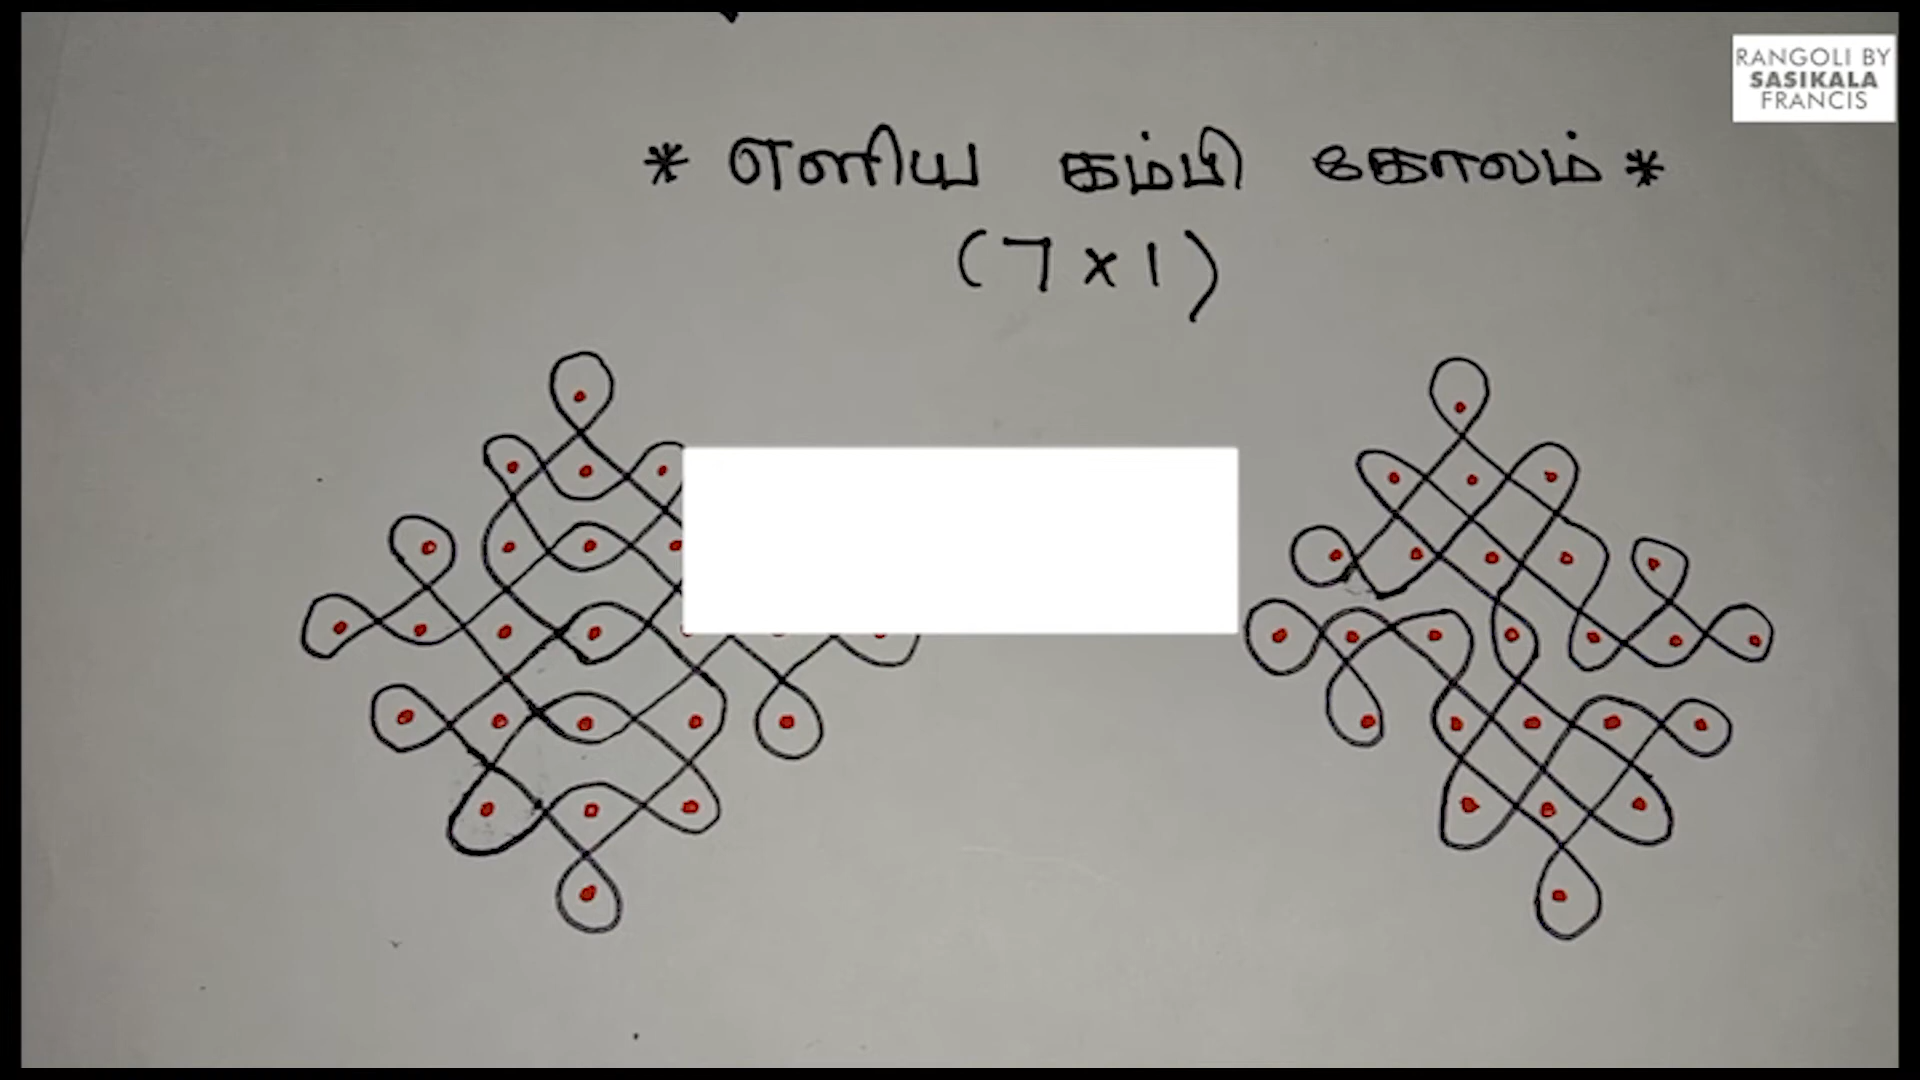 RANGOLI BY
SASIKALA
FRANCIS
* எளிய கம்பி கோலம் *
(7 x 1)